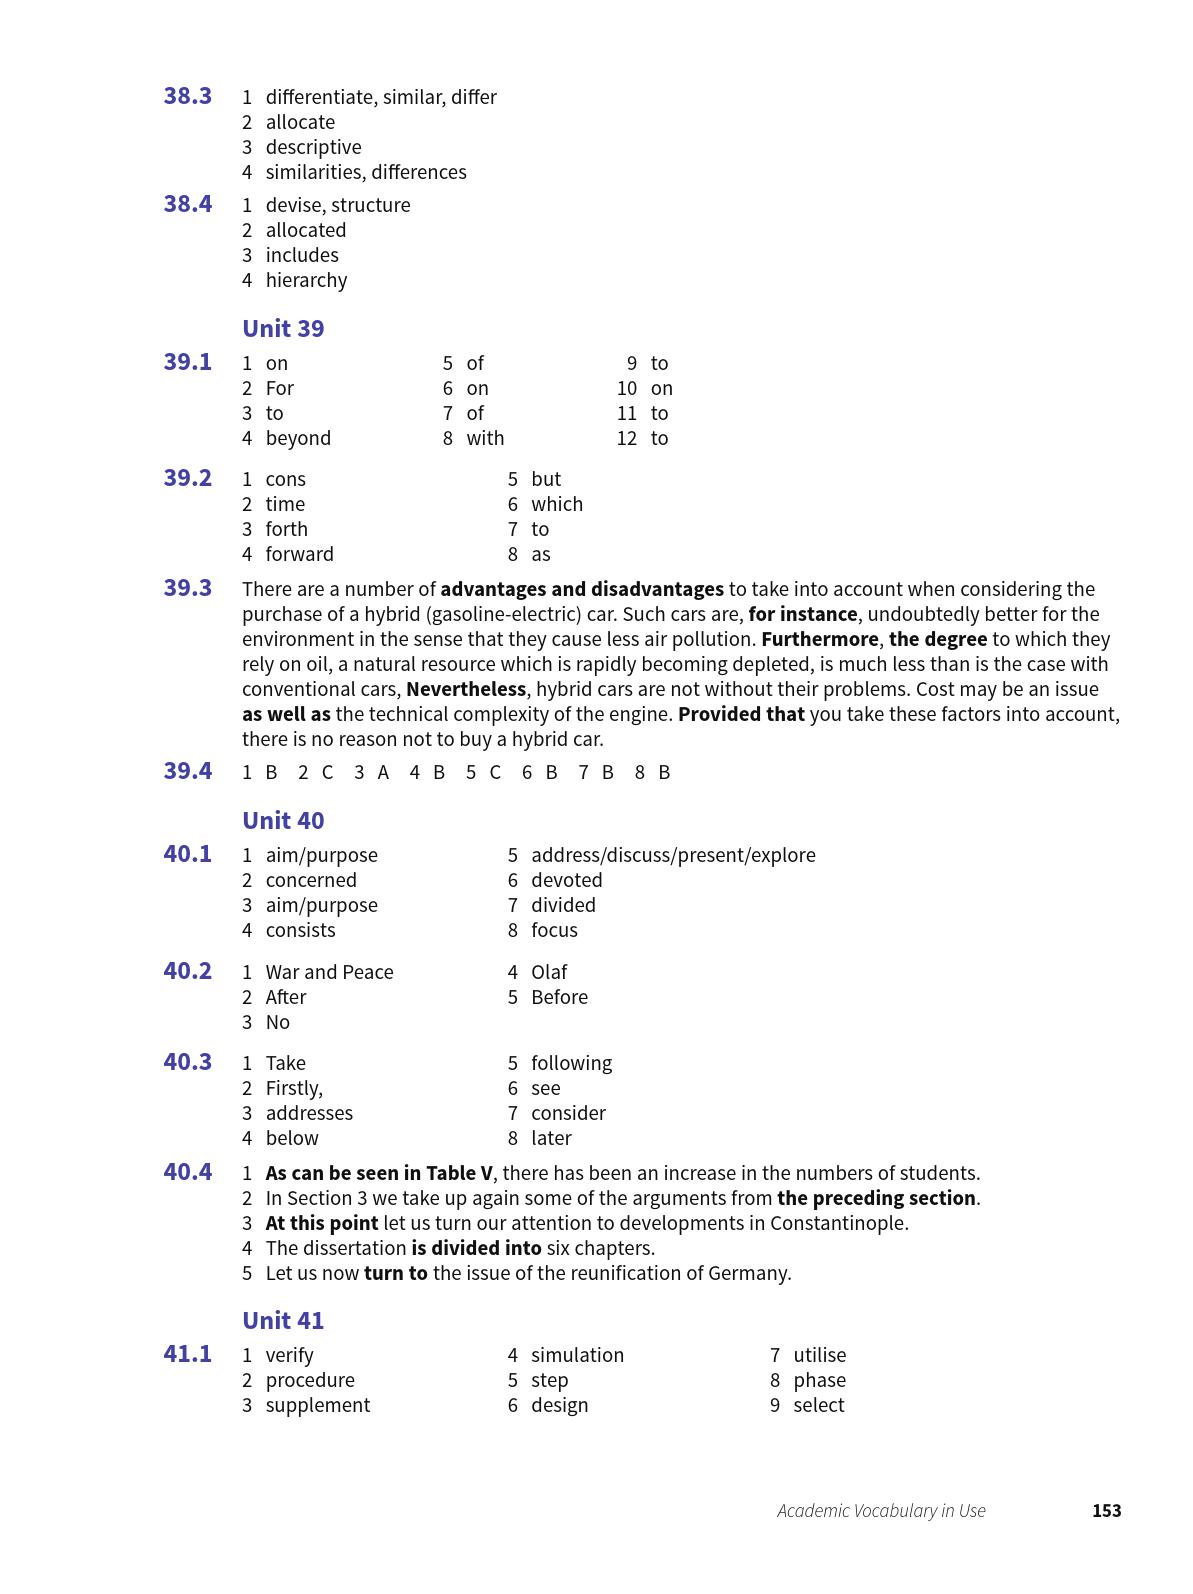 38.3 1 differentiate, similar, differ
2 allocate
3 descriptive
4 similarities, differences
38.4 1 devise, structure
2 allocated
3 includes
4 hierarchy
Unit 39
39.1 1 on 5 of 9 to
2 For 6 on 10 on
3 to 7 of 11 to
4 beyond 8 with 12 to
39.2 1 cons 5 but
2 time 6 which
3 forth 7 to
4 forward 8 as
39.3 There are a number of advantages and disadvantages to take into account when considering the
purchase of a hybrid (gasoline-electric) car. Such cars are, for instance, undoubtedly better for the
environment in the sense that they cause less air pollution. Furthermore, the degree to which they
rely on oil, a natural resource which is rapidly becoming depleted, is much less than is the case with
conventional cars, Nevertheless, hybrid cars are not without their problems. Cost may be an issue
as well as the technical complexity of the engine. Provided that you take these factors into account,
there is no reason not to buy a hybrid car.
39.4 1 B 2 C 3 A 4 B 5 C 6 B 7 B 8 B
Unit 40
40.1 1 aim/purpose 5 address/discuss/present/explore
2 concerned 6 devoted
3 aim/purpose 7 divided
4 consists 8 focus
40.2 1 War and Peace 4 Olaf
2 After 5 Before
3 No
40.3 1 Take 5 following
2 Firstly, 6 see
3 addresses 7 consider
4 below 8 later
40.4 1 As can be seen in Table V, there has been an increase in the numbers of students.
2 In Section 3 we take up again some of the arguments from the preceding section.
3 At this point let us turn our attention to developments in Constantinople.
4 The dissertation is divided into six chapters.
5 Let us now turn to the issue of the reunification of Germany.
Unit 41
41.1 1 verify 4 simulation 7 utilise
2 procedure 5 step 8 phase
3 supplement 6 design 9 select
Academic Vocabulary in Use 153